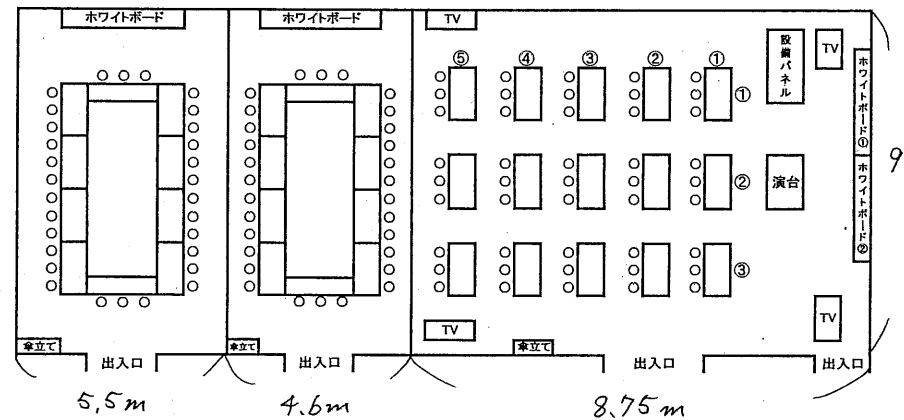 ホワイトボード
ホワイトボード
TV
⑤ ④ ③ ② ①
設備パネル
TV
ホワイトボード①
①
②
演台
ホワイトボード②
③
9
TV
TV
傘立て
出入口
傘立て
出入口
傘立て
出入口
出入口
5.5m
4.6m
8.75m